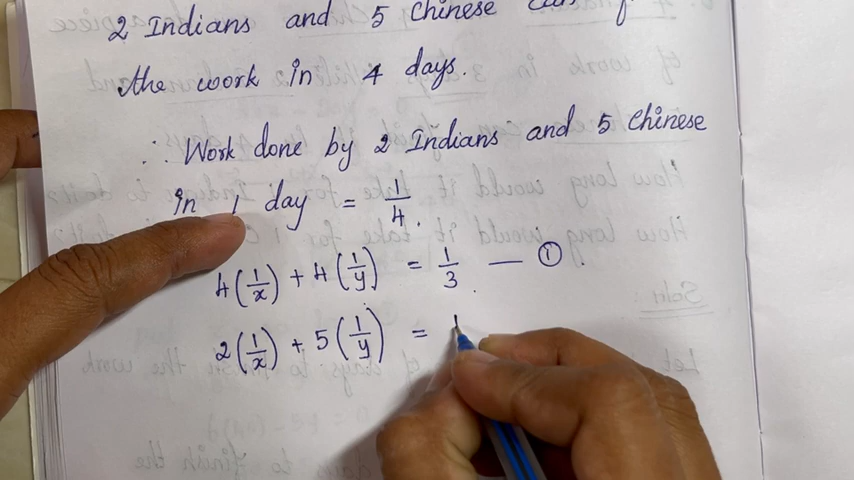 2 Indians and 5 Chinese can
the work in 4 days.
∴ Work done by 2 Indians and 5 Chinese
in 1 day = 1/4.
4(1/x) + 4(1/y) = 1/3 — ①.
2(1/x) + 5(1/y) = 1